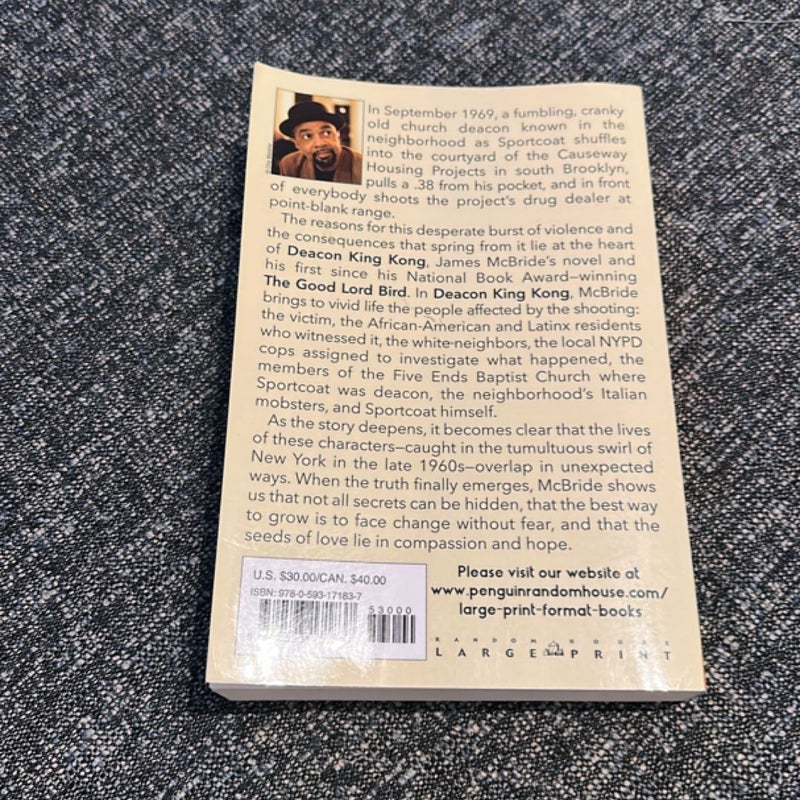 In September 1969, a fumbling, cranky
old church deacon known in the
neighborhood as Sportcoat shuffles
into the courtyard of the Causeway
Housing Projects in south Brooklyn,
pulls a .38 from his pocket, and in front
of everybody shoots the project's drug dealer at
point-blank range.
The reasons for this desperate burst of violence and
the consequences that spring from it lie at the heart
of Deacon King Kong, James McBride's novel and
his first since his National Book Award—winning
The Good Lord Bird. In Deacon King Kong, McBride
brings to vivid life the people affected by the shooting:
the victim, the African-American and Latinx residents
who witnessed it, the white neighbors, the local NYPD
cops assigned to investigate what happened, the
members of the Five Ends Baptist Church where
Sportcoat was deacon, the neighborhood's Italian
mobsters, and Sportcoat himself.
As the story deepens, it becomes clear that the lives
of these characters—caught in the tumultuous swirl of
New York in the late 1960s—overlap in unexpected
ways. When the truth finally emerges, McBride shows
us that not all secrets can be hidden, that the best way
to grow is to face change without fear, and that the
seeds of love lie in compassion and hope.
U.S. $30.00/CAN. $40.00
ISBN: 978-0-593-17183-7
53000
Please visit our website at
www.penguinrandomhouse.com/
large-print-format-books
RANDOM HOUSE
LARGE PRINT